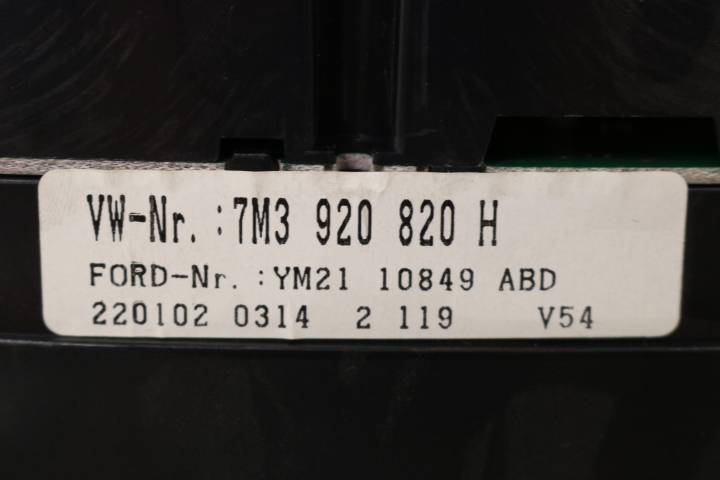 VW-Nr. :7M3 920 820 H
FORD-Nr. :YM21 10849 ABD
220102 0314 2 119 V54